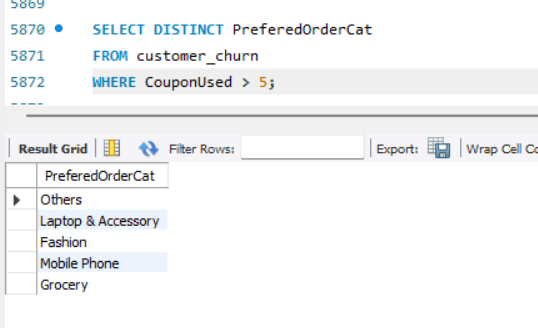 5869
5870 SELECT DISTINCT PreferedOrderCat
5871 FROM customer_churn
5872 WHERE CouponUsed > 5;
Result Grid Filter Rows: Export: Wrap Cell Co
PreferedOrderCat
Others
Laptop & Accessory
Fashion
Mobile Phone
Grocery